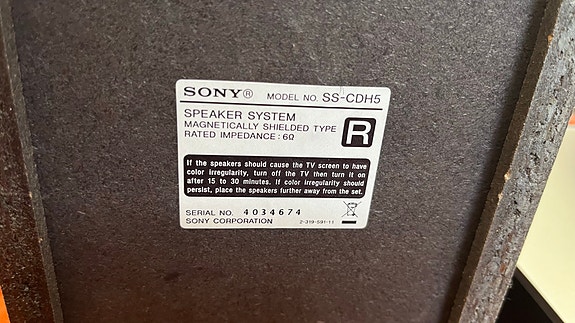 SONY® MODEL NO. SS-CDH5
SPEAKER SYSTEM
MAGNETICALLY SHIELDED TYPE
RATED IMPEDANCE: 6Ω
R
If the speakers should cause the TV screen to have
color irregularity, turn off the TV then turn it on
after 15 to 30 minutes. If color irregularity should
persist, place the speakers further away from the set.
SERIAL NO. 4034674
SONY CORPORATION 2-319-591-11